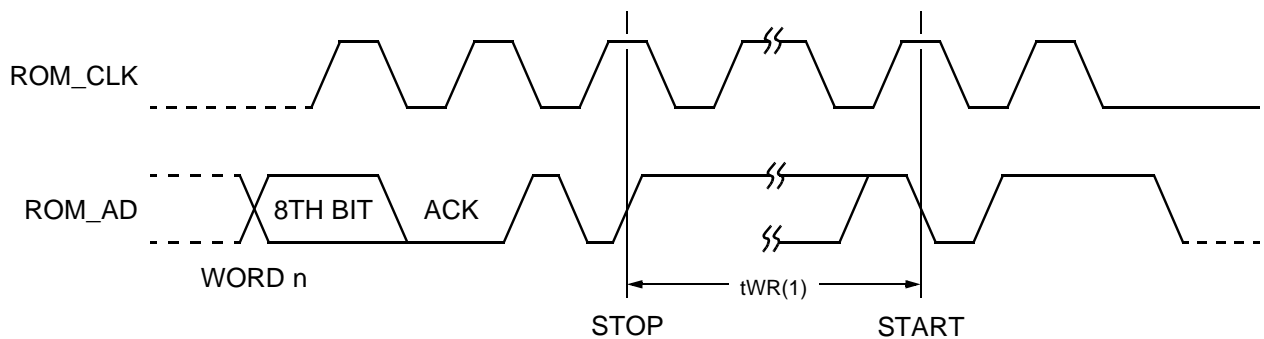 ROM_CLK
ROM_AD
8TH BIT
ACK
WORD n
tWR(1)
STOP
START